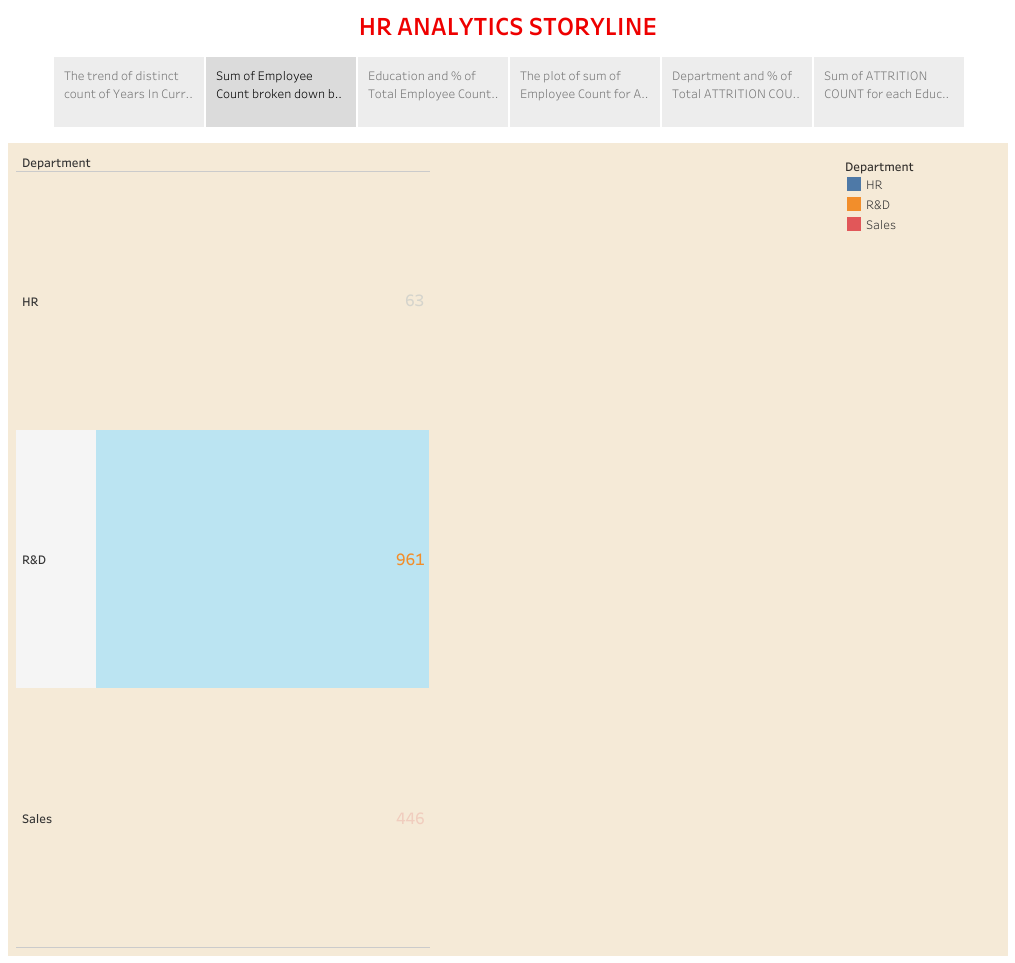 HR ANALYTICS STORYLINE
The trend of distinct
count of Years In Curr..
Sum of Employee
Count broken down b..
Education and % of
Total Employee Count..
The plot of sum of
Employee Count for A..
Department and % of
Total ATTRITION COU..
Sum of ATTRITION
COUNT for each Educ..
Department
HR 63
R&D 961
Sales 446
Department
HR
R&D
Sales